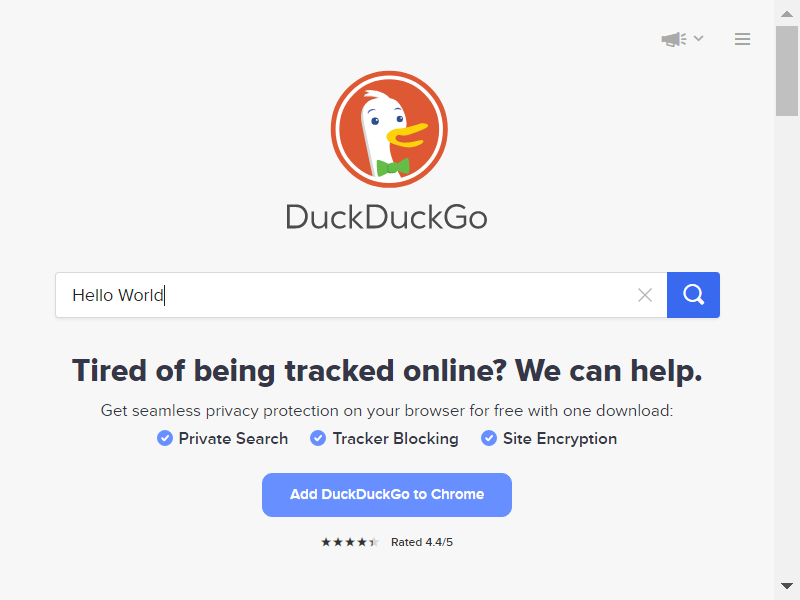 DuckDuckGo
Hello World
Tired of being tracked online? We can help.
Get seamless privacy protection on your browser for free with one download:
Private Search Tracker Blocking Site Encryption
Add DuckDuckGo to Chrome
Rated 4.4/5